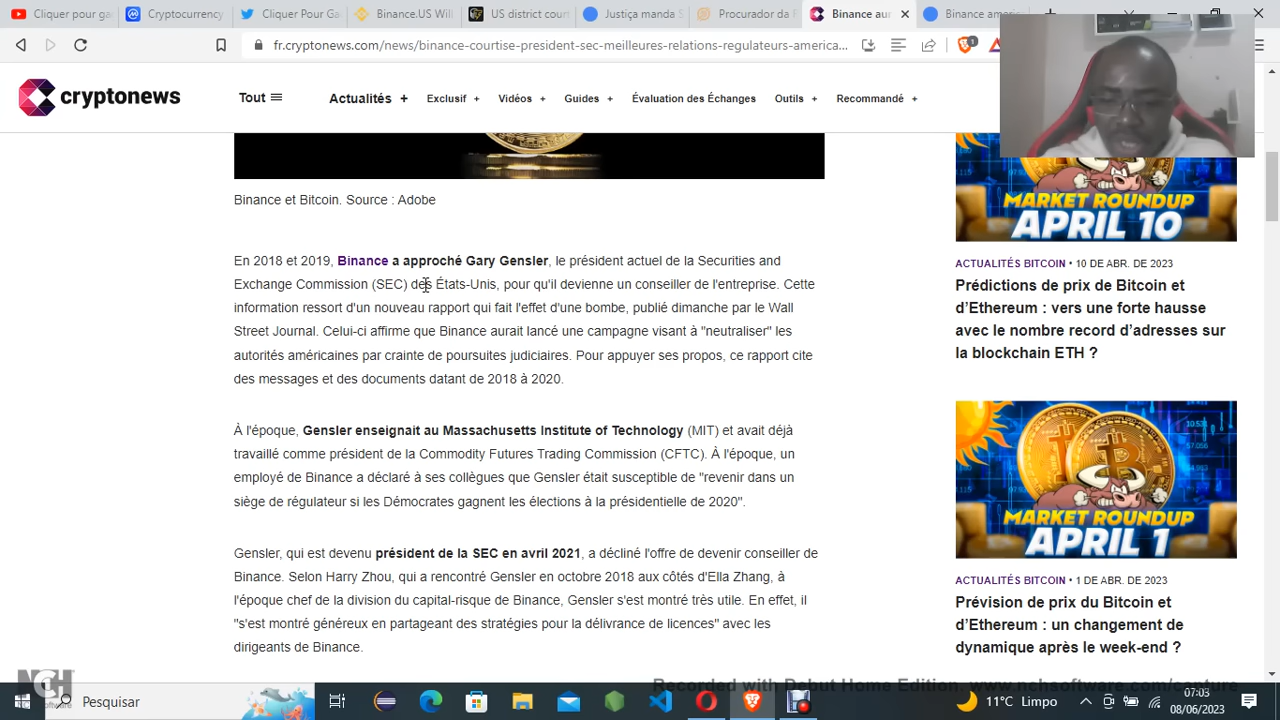 Cliquer para gar
Cryptocurrency
Cliquer Pour Ga
Binance.US Will
US district court
Justiça manda S
Procurador da F
Binance aur
Binance ame
fr.cryptonews.com/news/binance-courtise-president-sec-meilleures-relations-regulateurs-america...
1
cryptonews
Tout
Actualités +
Exclusif +
Vidéos +
Guides +
Évaluation des Échanges
Outils +
Recommandé +
Binance et Bitcoin. Source : Adobe
En 2018 et 2019, Binance a approché Gary Gensler, le président actuel de la Securities and
Exchange Commission (SEC) des États-Unis, pour qu'il devienne un conseiller de l'entreprise. Cette
information ressort d'un nouveau rapport qui fait l'effet d'une bombe, publié dimanche par le Wall
Street Journal. Celui-ci affirme que Binance aurait lancé une campagne visant à "neutraliser" les
autorités américaines par crainte de poursuites judiciaires. Pour appuyer ses propos, ce rapport cite
des messages et des documents datant de 2018 à 2020.
À l'époque, Gensler enseignait au Massachusetts Institute of Technology (MIT) et avait déjà
travaillé comme président de la Commodity Futures Trading Commission (CFTC). À l'époque, un
employé de Binance a déclaré à ses collègues que Gensler était susceptible de "revenir dans un
siège de régulateur si les Démocrates gagnent les élections à la présidentielle de 2020".
Gensler, qui est devenu président de la SEC en avril 2021, a décliné l'offre de devenir conseiller de
Binance. Selon Harry Zhou, qui a rencontré Gensler en octobre 2018 aux côtés d'Ella Zhang, à
l'époque chef de la division du capital-risque de Binance, Gensler s'est montré très utile. En effet, il
"s'est montré généreux en partageant des stratégies pour la délivrance de licences" avec les
dirigeants de Binance.
MARKET ROUNDUP
APRIL 10
ACTUALITÉS BITCOIN • 10 DE ABR. DE 2023
Prédictions de prix de Bitcoin et
d'Ethereum : vers une forte hausse
avec le nombre record d'adresses sur
la blockchain ETH ?
MARKET ROUNDUP
APRIL 1
ACTUALITÉS BITCOIN • 1 DE ABR. DE 2023
Prévision de prix du Bitcoin et
d'Ethereum : un changement de
dynamique après le week-end ?
NCH
Recorded with Debut Home Edition. www.nchsoftware.com/capture
Pesquisar
11°C Limpo
07:03
08/06/2023